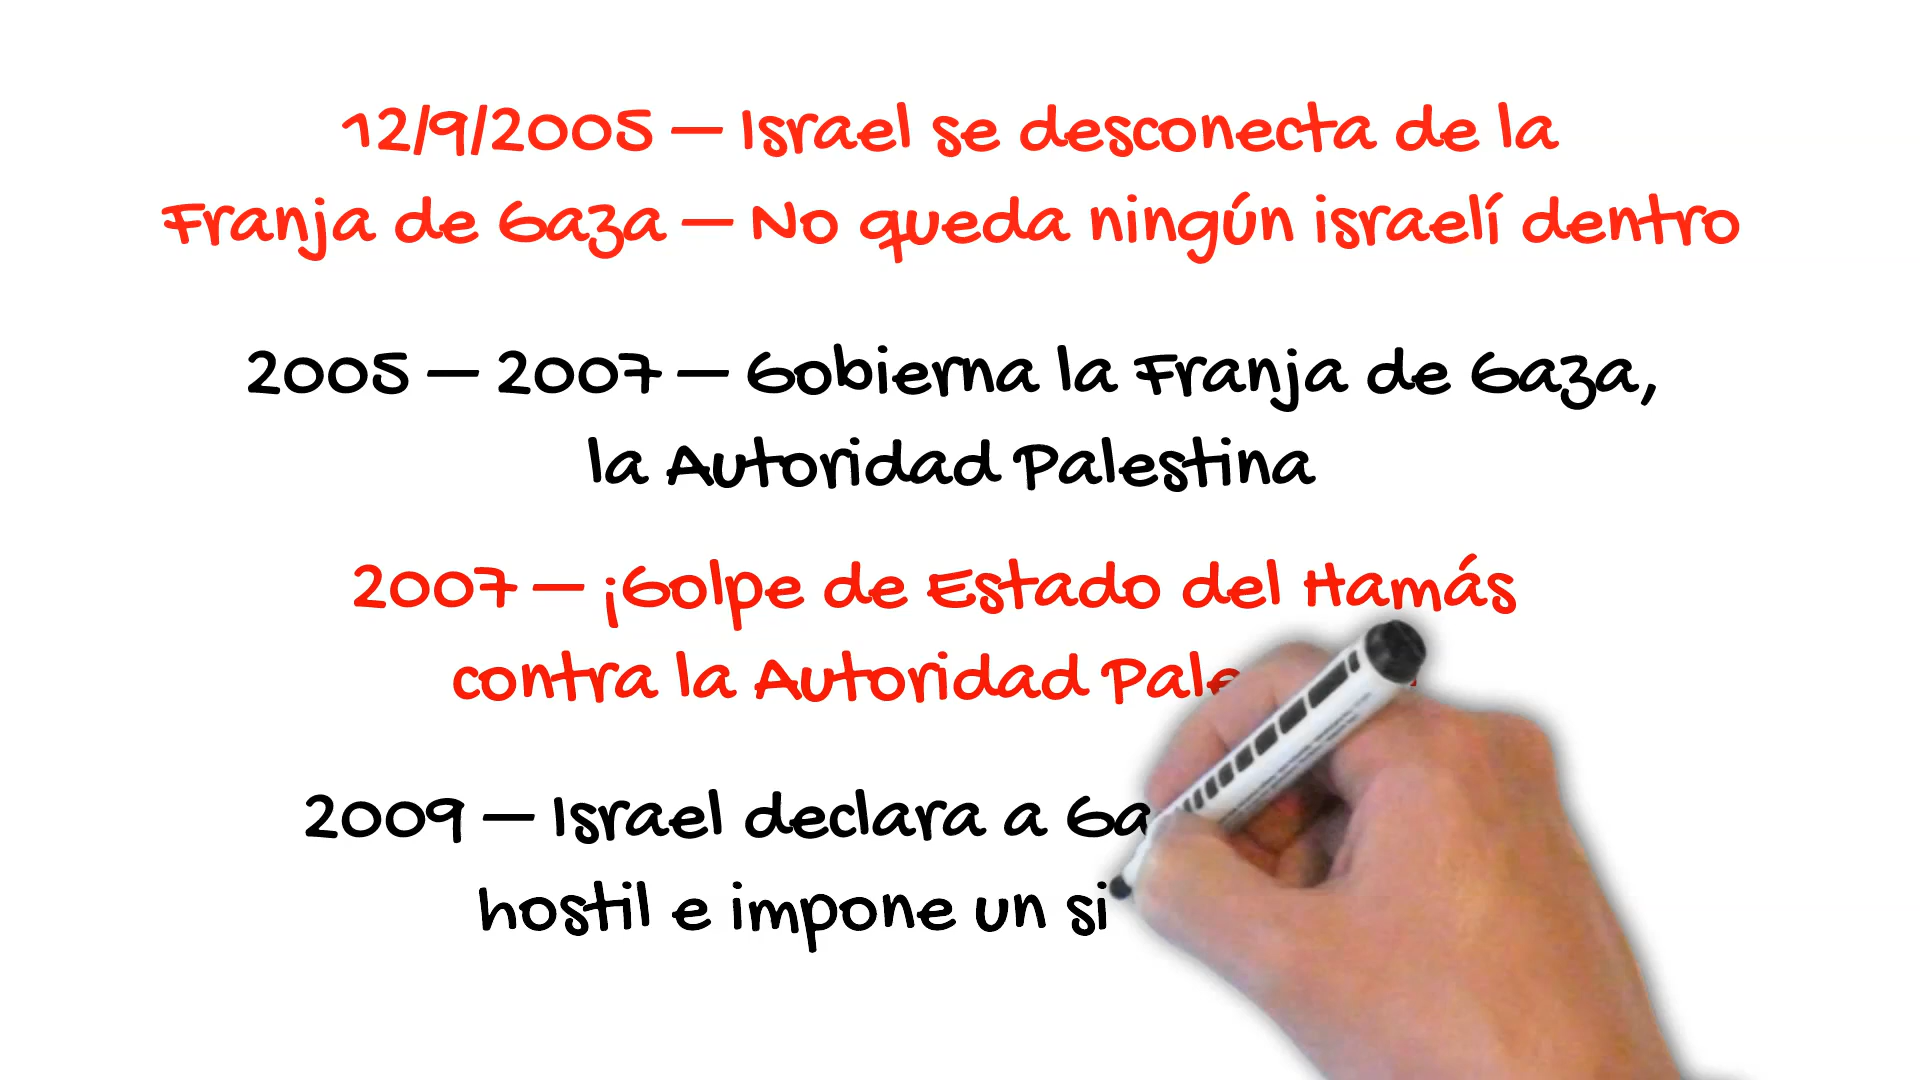 12/9/2005 — Israel se desconecta de la
Franja de Gaza — No queda ningún israelí dentro
2005 — 2007 — Gobierna la Franja de Gaza,
la Autoridad Palestina
2007 — ¡Golpe de Estado del Hamás
contra la Autoridad
2009 — Israel declara a
hostil e impone un